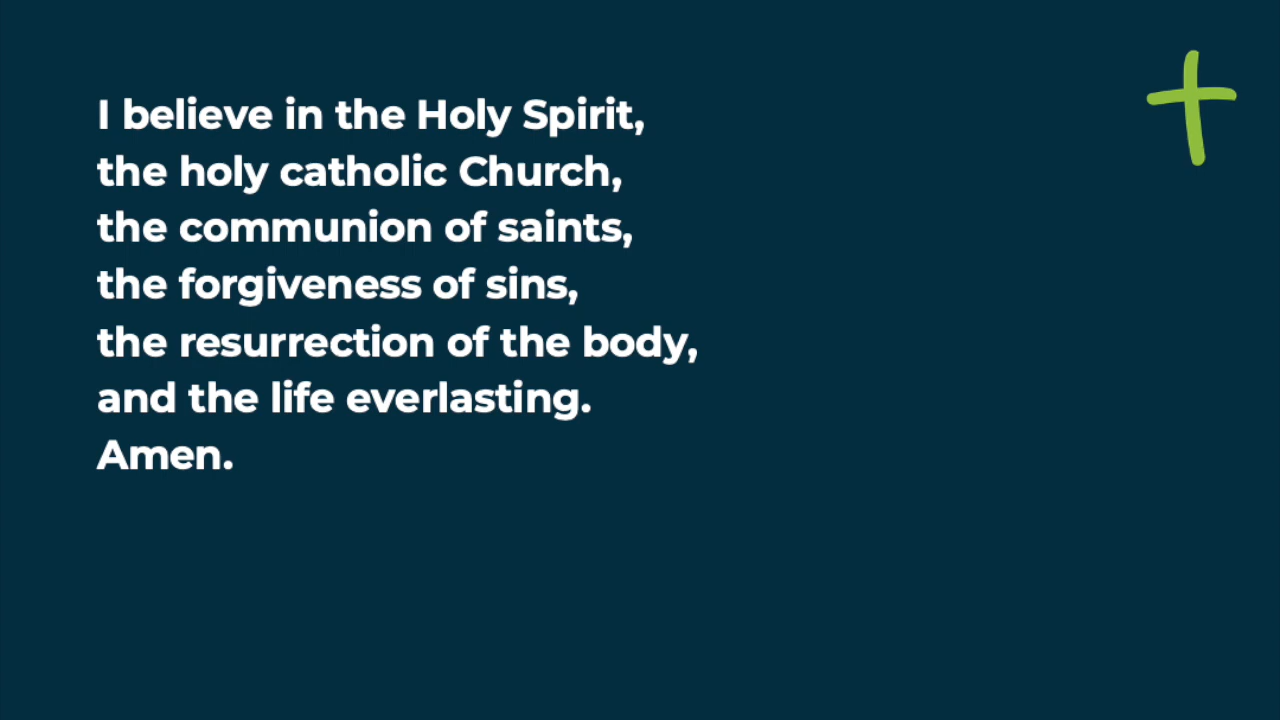 I believe in the Holy Spirit,
the holy catholic Church,
the communion of saints,
the forgiveness of sins,
the resurrection of the body,
and the life everlasting.
Amen.